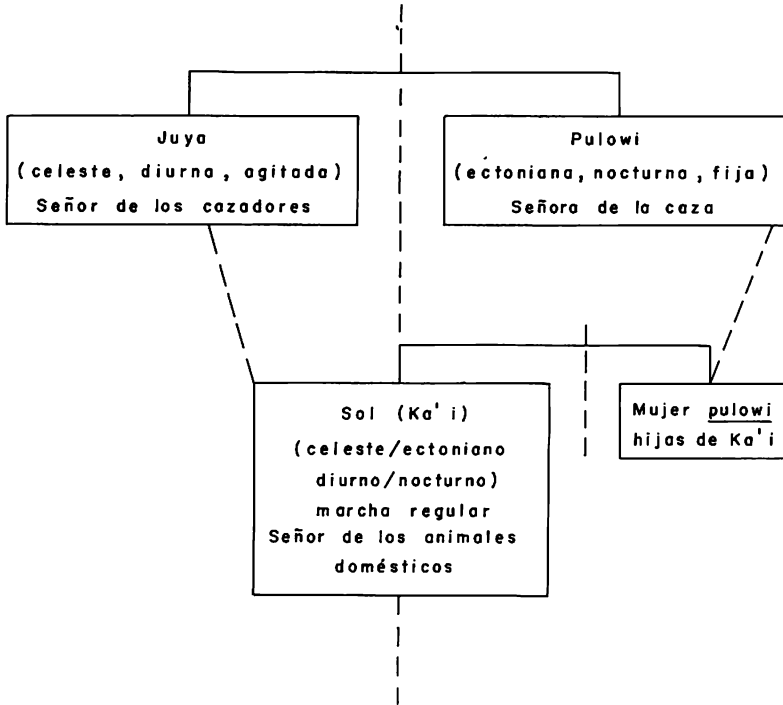 Juya
(celeste, diurna, agitada)
Señor de los cazadores
Pulowi
(ectoniana, nocturna, fija)
Señora de la caza
Sol (Ka'i)
(celeste/ectoniano
diurno/nocturno)
marcha regular
Señor de los animales
domésticos
Mujer pulowi
hijas de Ka'i